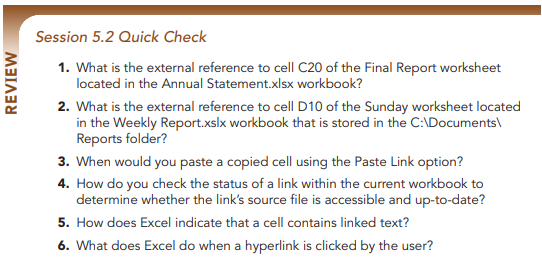 REVIEW
Session 5.2 Quick Check
1. What is the external reference to cell C20 of the Final Report worksheet
located in the Annual Statement.xlsx workbook?
2. What is the external reference to cell D10 of the Sunday worksheet located
in the Weekly Report.xslx workbook that is stored in the C:\Documents\
Reports folder?
3. When would you paste a copied cell using the Paste Link option?
4. How do you check the status of a link within the current workbook to
determine whether the link's source file is accessible and up-to-date?
5. How does Excel indicate that a cell contains linked text?
6. What does Excel do when a hyperlink is clicked by the user?